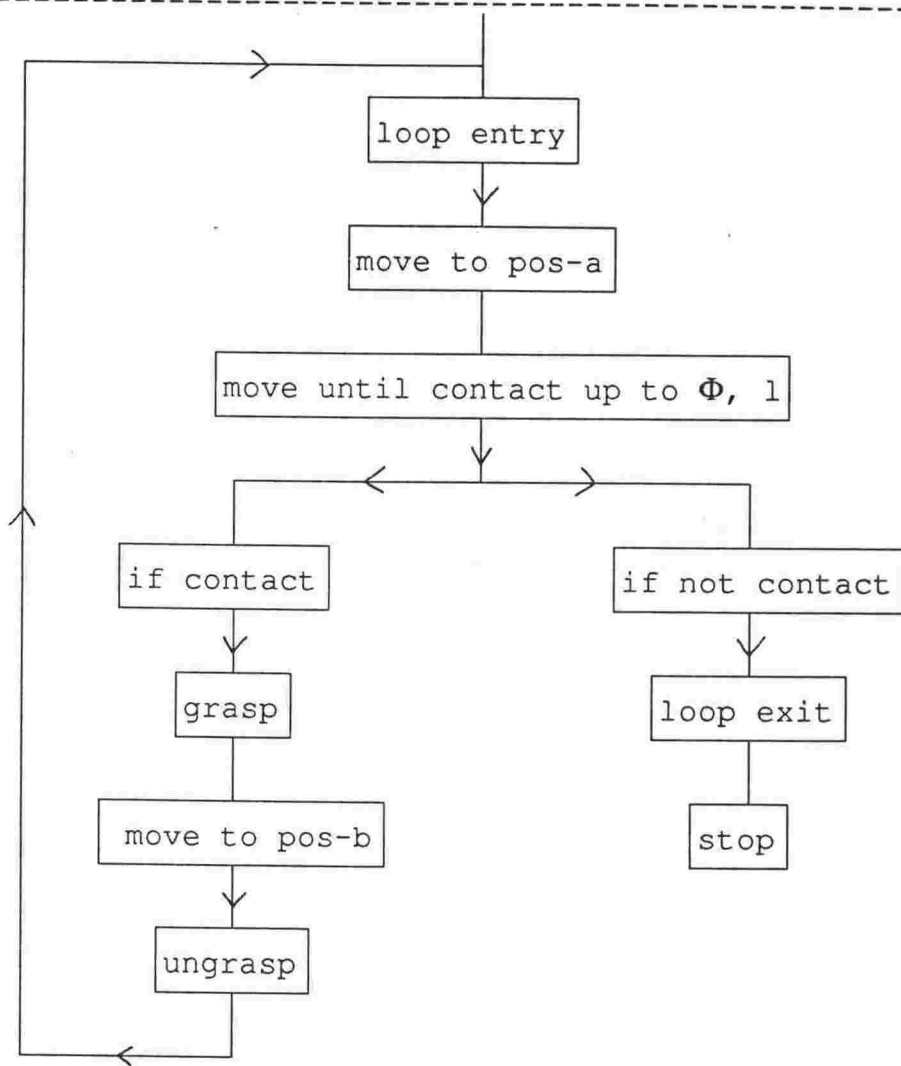 loop entry
move to pos-a
move until contact up to Φ, l
if contact
grasp
move to pos-b
ungrasp
if not contact
loop exit
stop